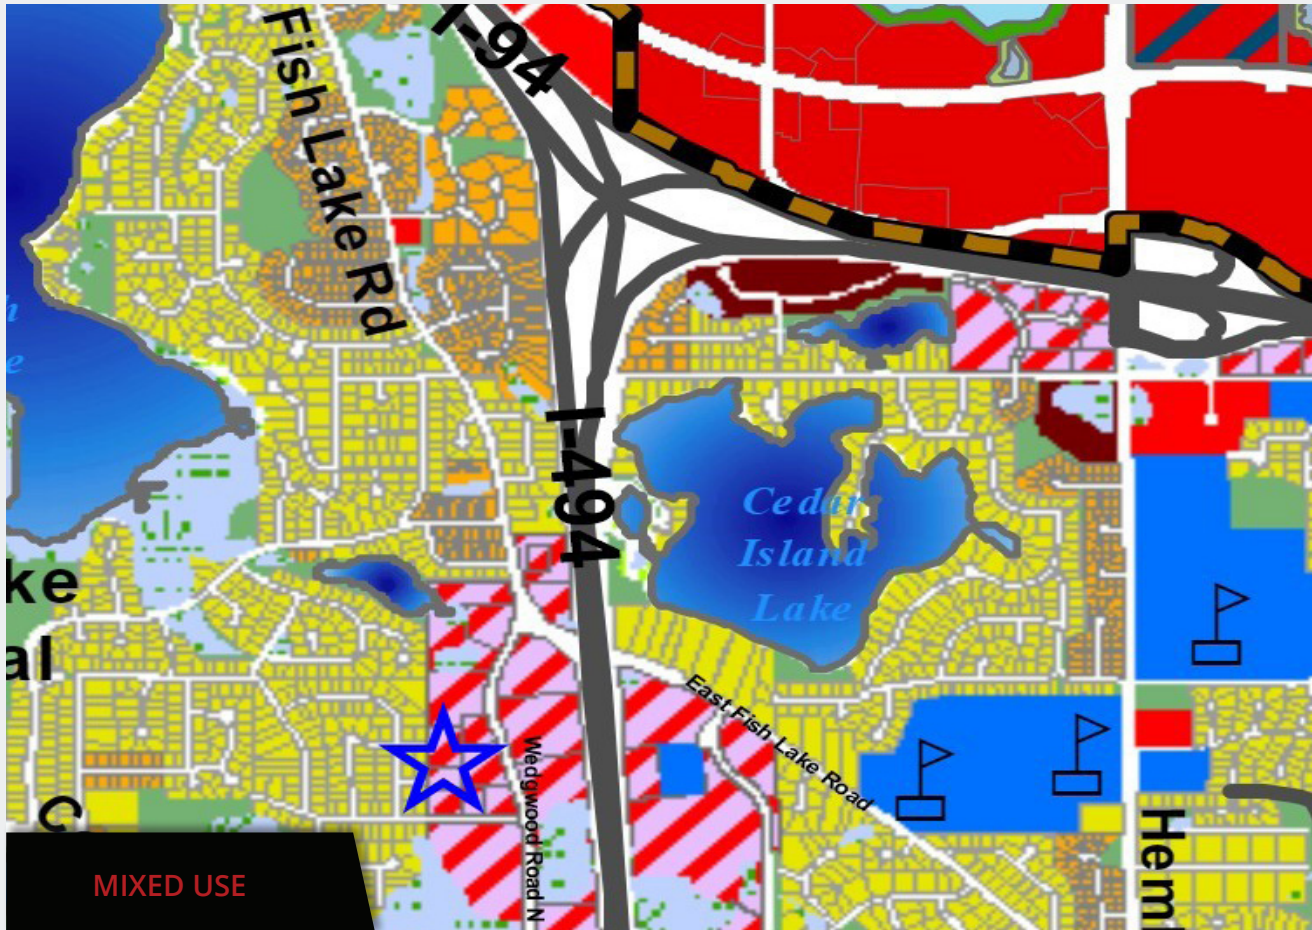 I-94
Fish Lake Rd
h
e
I-494
Cedar
Island
Lake
ke
al
East Fish Lake Road
Wedgwood Road N
C
Hem
MIXED USE